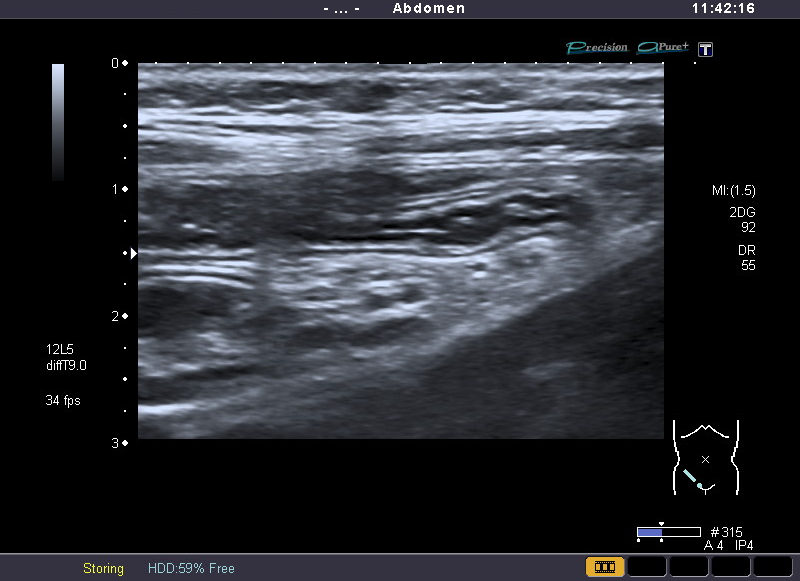 - ... - Abdomen 11:42:16
Precision APure+ T
0
1
2
3
MI:(1.5)
2DG
92
DR
55
12L5
diffT9.0
34 fps
#315
A 4 IP4
Storing HDD:59% Free